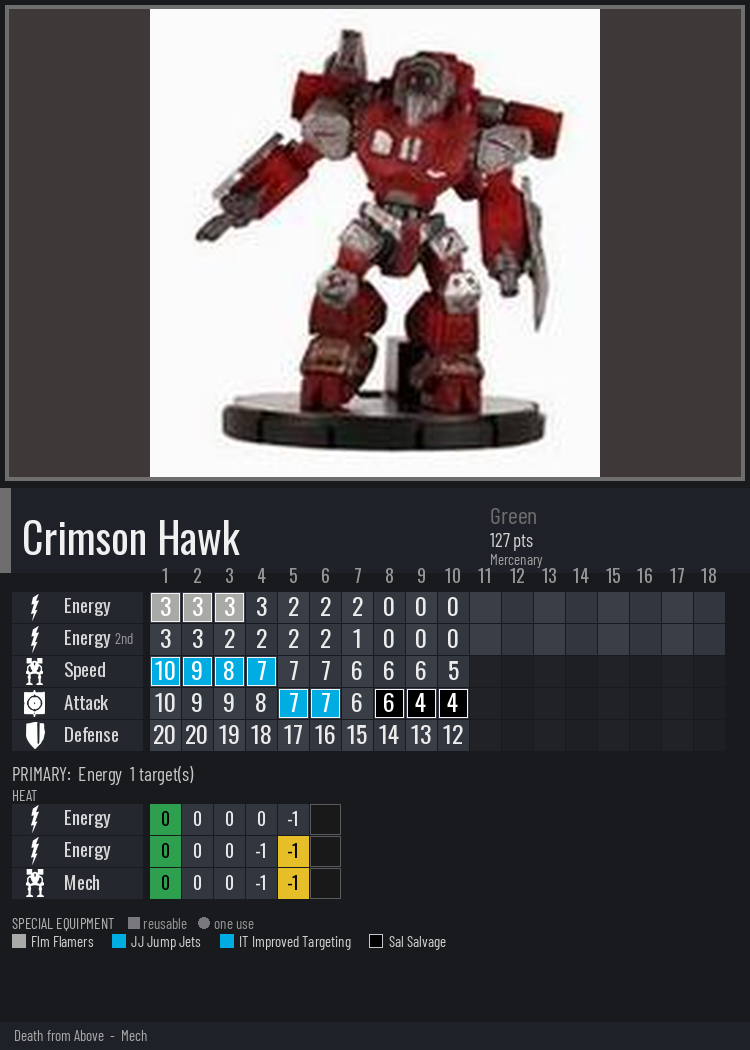 Crimson Hawk
Green
127 pts
Mercenary
1 2 3 4 5 6 7 8 9 10 11 12 13 14 15 16 17 18
Energy 3 3 3 3 2 2 2 0 0 0
Energy 2nd 3 3 2 2 2 2 1 0 0 0
Speed 10 9 8 7 7 7 6 6 6 5
Attack 10 9 9 8 7 7 6 6 4 4
Defense 20 20 19 18 17 16 15 14 13 12
PRIMARY: Energy 1 target(s)
HEAT
Energy 0 0 0 0 -1
Energy 0 0 0 -1 -1
Mech 0 0 0 -1 -1
SPECIAL EQUIPMENT reusable one use
Flm Flamers JJ Jump Jets IT Improved Targeting Sal Salvage
Death from Above - Mech